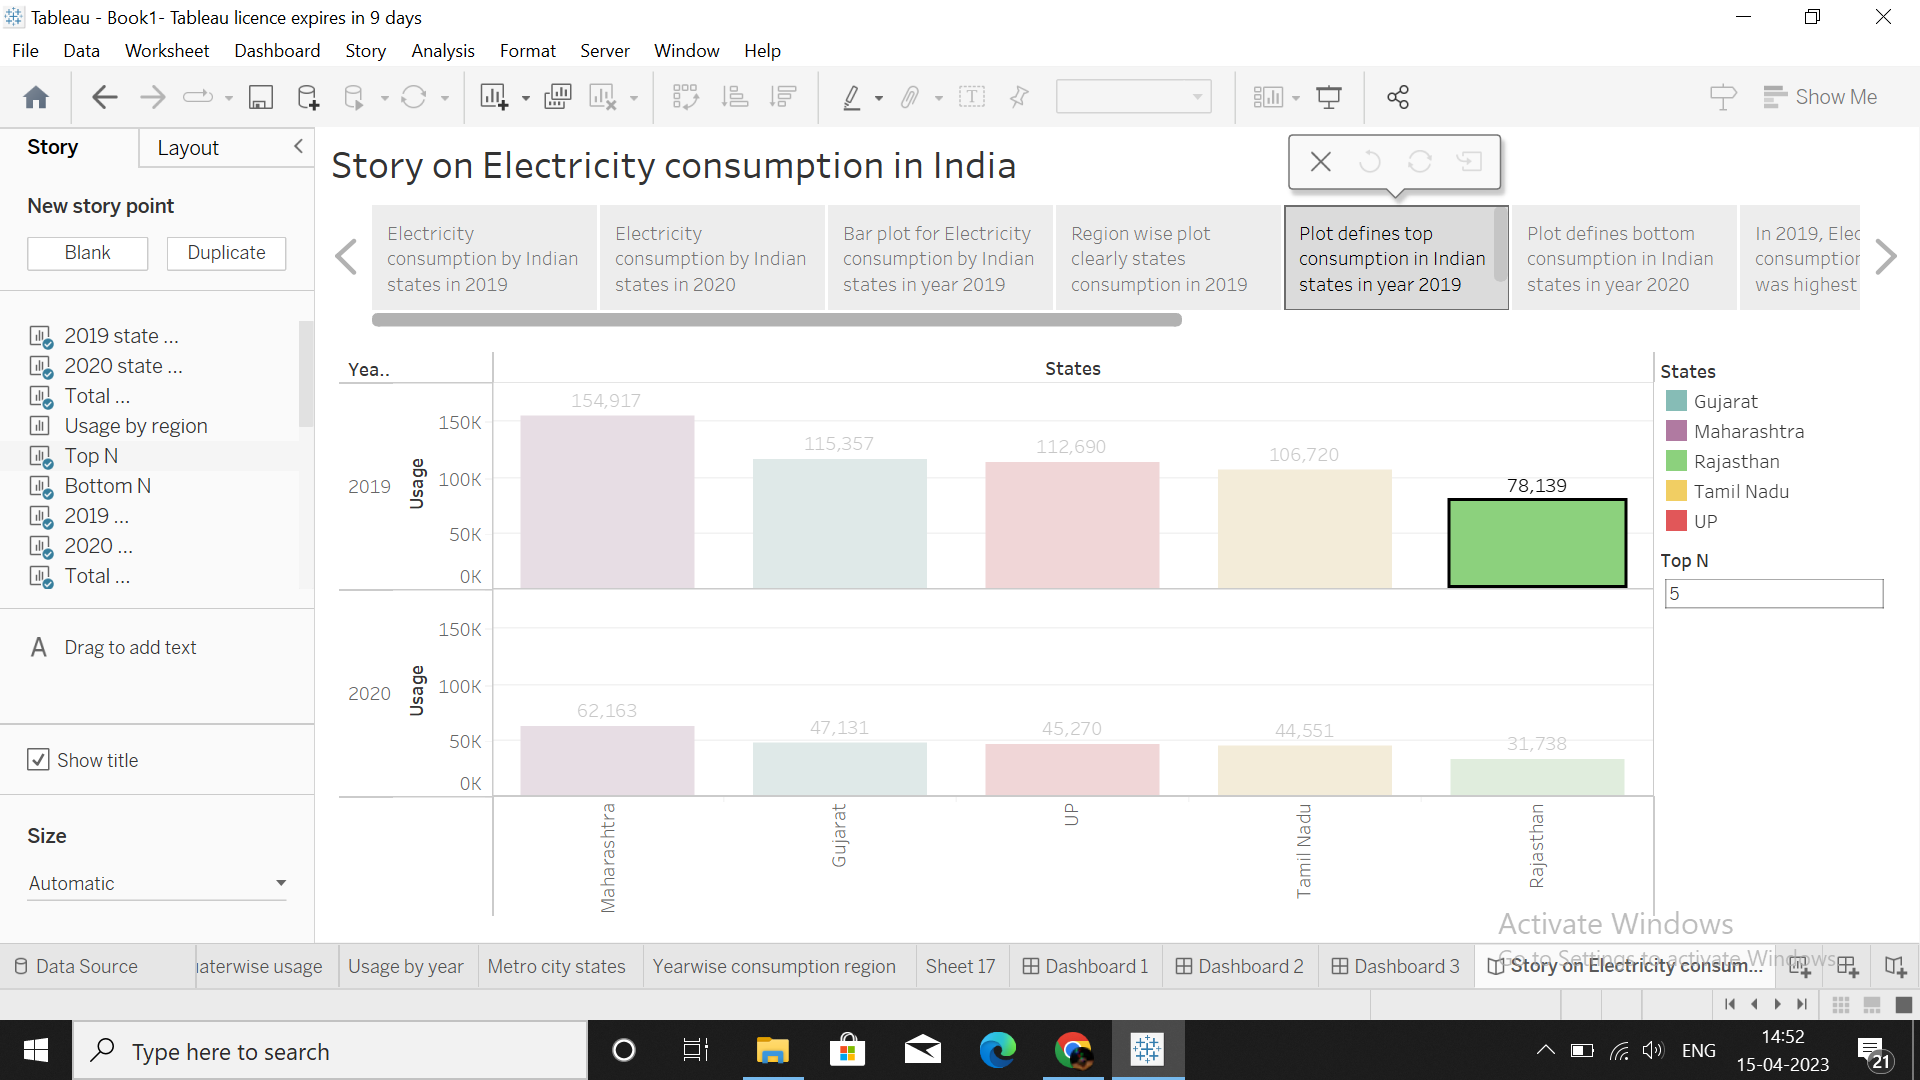 Tableau - Book1- Tableau licence expires in 9 days
File Data Worksheet Dashboard Story Analysis Format Server Window Help
Show Me
Story Layout
New story point
Blank Duplicate
2019 state ...
2020 state ...
Total ...
Usage by region
Top N
Bottom N
2019 ...
2020 ...
Total ...
A Drag to add text
Show title
Size
Automatic
Story on Electricity consumption in India
Electricity
consumption by Indian
states in 2019
Electricity
consumption by Indian
states in 2020
Bar plot for Electricity
consumption by Indian
states in year 2019
Region wise plot
clearly states
consumption in 2019
Plot defines top
consumption in Indian
states in year 2019
Plot defines bottom
consumption in Indian
states in year 2020
In 2019, Elec
consumption
was highest
Yea..
States
2019
Usage
150K
100K
50K
0K
154,917
115,357
112,690
106,720
78,139
2020
Usage
150K
100K
50K
0K
62,163
47,131
45,270
44,551
31,738
Maharashtra
Gujarat
UP
Tamil Nadu
Rajasthan
States
Gujarat
Maharashtra
Rajasthan
Tamil Nadu
UP
Top N
5
Activate Windows
Go to Settings to activate Windows.
Data Source
aterwise usage
Usage by year
Metro city states
Yearwise consumption region
Sheet 17
Dashboard 1
Dashboard 2
Dashboard 3
Story on Electricity consum...
Type here to search
ENG
14:52
15-04-2023
21